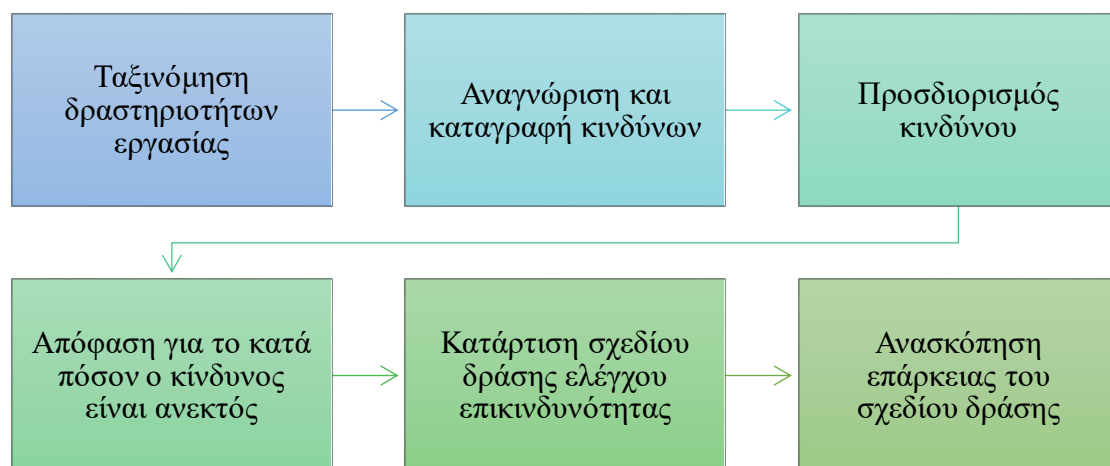 Ταξινόμηση
δραστηριοτήτων
εργασίας
Αναγνώριση και
καταγραφή κινδύνων
Προσδιορισμός
κινδύνου
Απόφαση για το κατά
πόσον ο κίνδυνος
είναι ανεκτός
Κατάρτιση σχεδίου
δράσης ελέγχου
επικινδυνότητας
Ανασκόπηση
επάρκειας του
σχεδίου δράσης